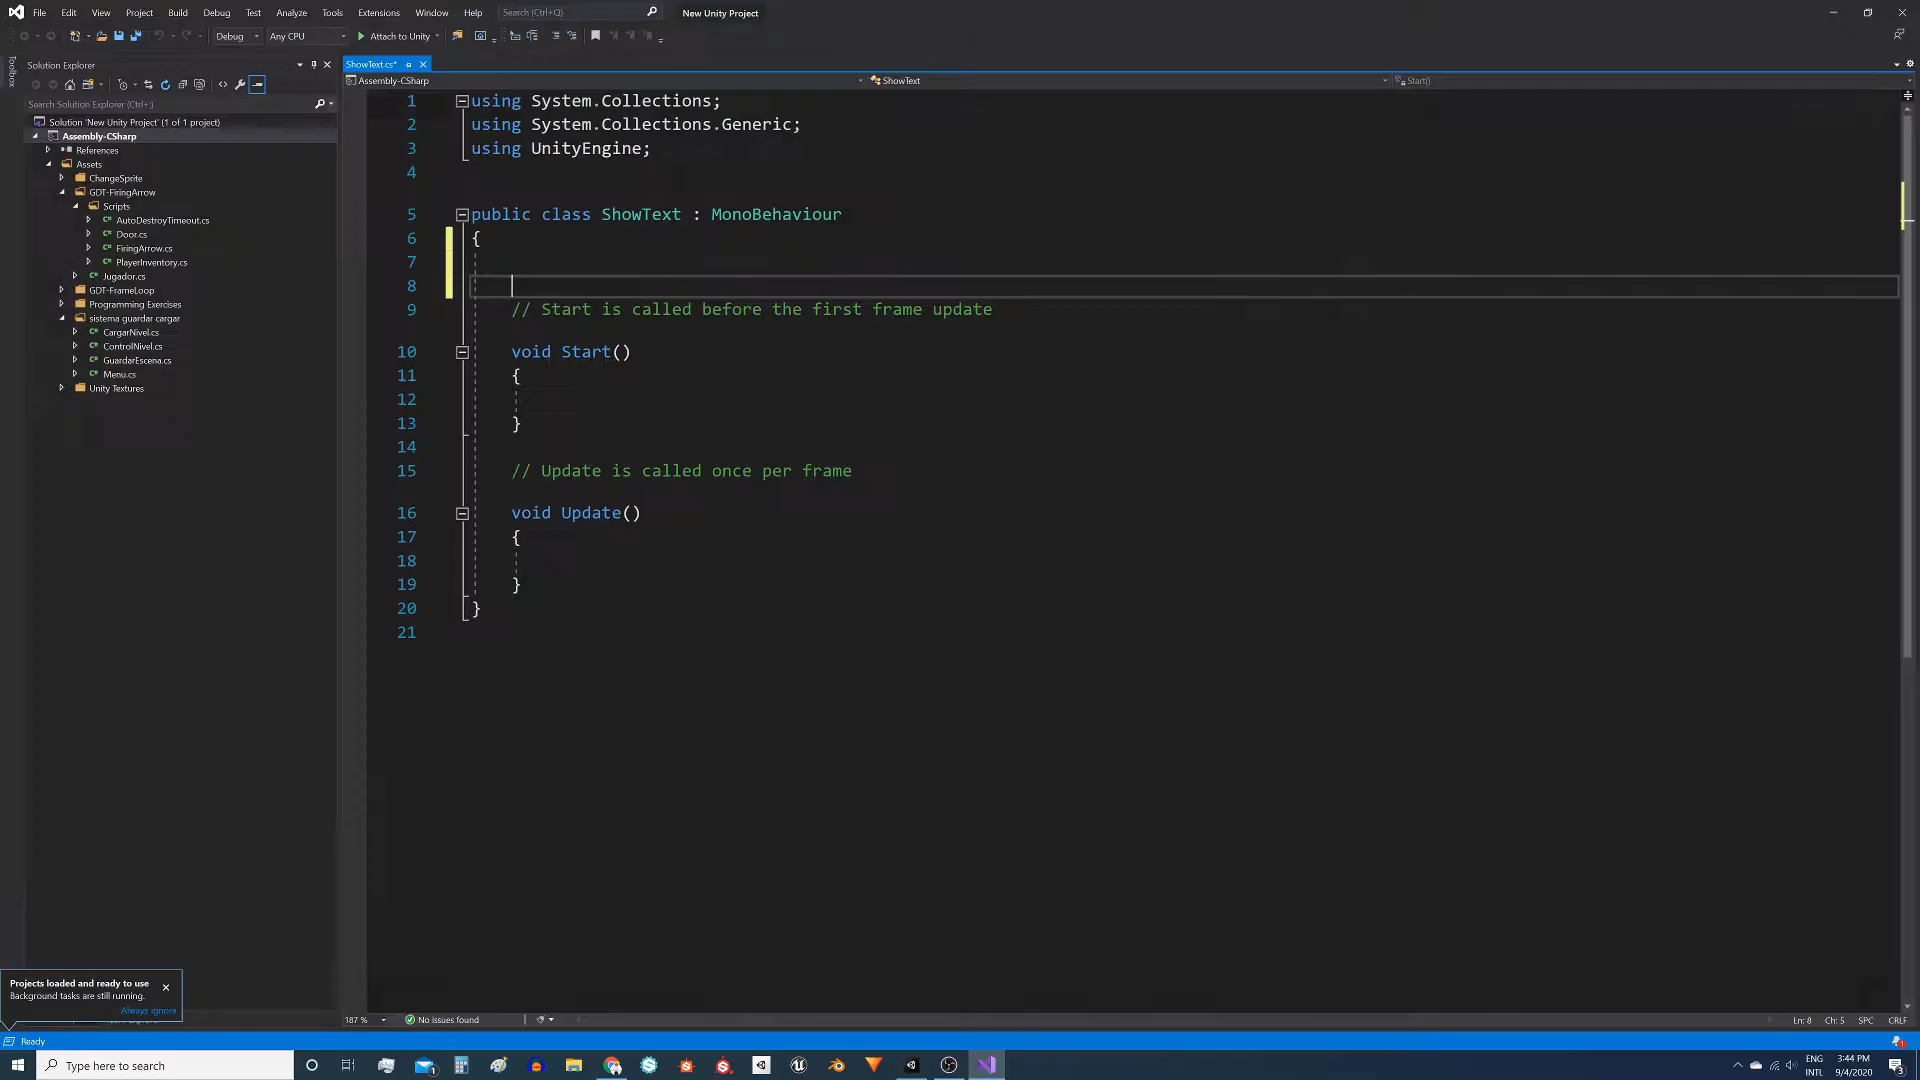 File Edit View Project Build Debug Test Analyze Tools Extensions Window Help Search (Ctrl+Q) New Unity Project
Debug Any CPU Attach to Unity
Toolbox
Solution Explorer
Search Solution Explorer (Ctrl+;)
Solution 'New Unity Project' (1 of 1 project)
Assembly-CSharp
References
Assets
ChangeSprite
GDT-FiringArrow
Scripts
AutoDestroyTimeout.cs
Door.cs
FiringArrow.cs
PlayerInventory.cs
Jugador.cs
GDT-FrameLoop
Programming Exercises
sistema guardar cargar
CargarNivel.cs
ControlNivel.cs
GuardarEscena.cs
Menu.cs
Unity Textures
ShowText.cs*
Assembly-CSharp ShowText Start()
1 using System.Collections;
2 using System.Collections.Generic;
3 using UnityEngine;
4
5 public class ShowText : MonoBehaviour
6 {
7
8
9 // Start is called before the first frame update
10 void Start()
11 {
12
13 }
14
15 // Update is called once per frame
16 void Update()
17 {
18
19 }
20 }
21
Projects loaded and ready to use
Background tasks are still running.
Always ignore
187 % No issues found Ln: 8 Ch: 5 SPC CRLF
Ready
Type here to search
ENG
INTL
3:44 PM
9/4/2020